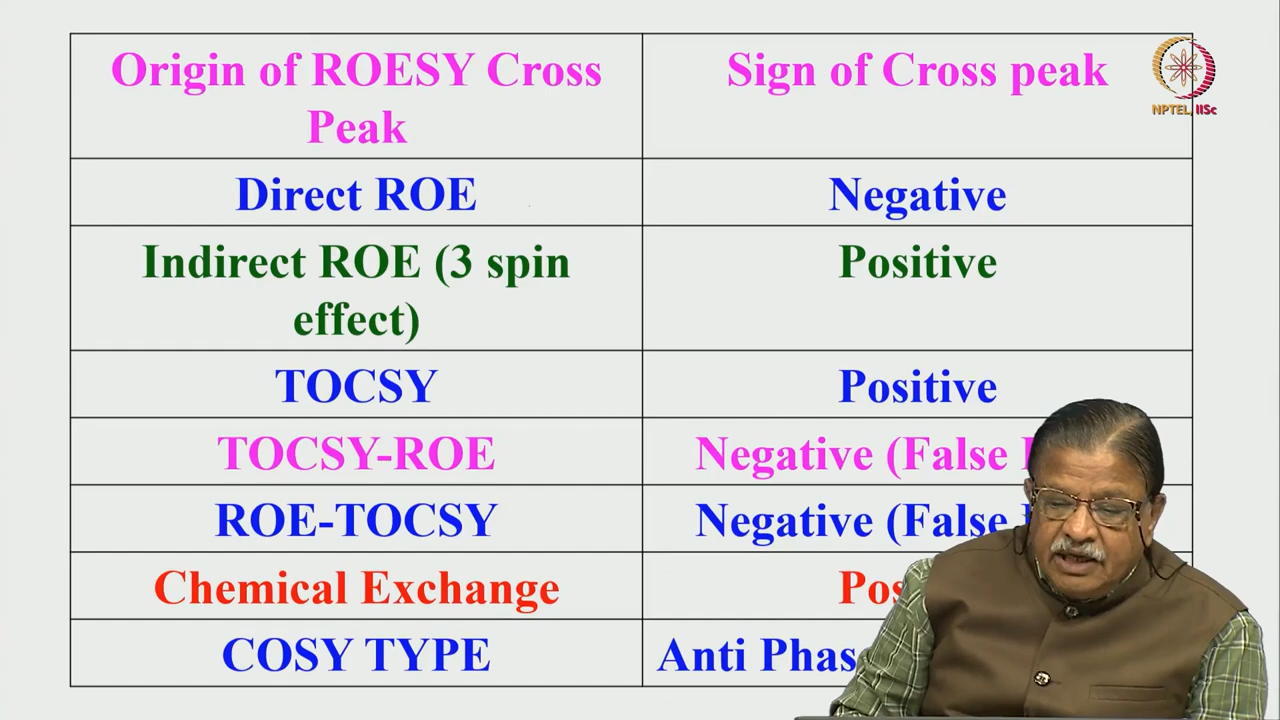 Origin of ROESY Cross
Peak
Sign of Cross peak
NPTEL, IISc
Direct ROE
Negative
Indirect ROE (3 spin
effect)
Positive
TOCSY
Positive
TOCSY-ROE
Negative (False
ROE-TOCSY
Negative (False
Chemical Exchange
COSY TYPE
Anti